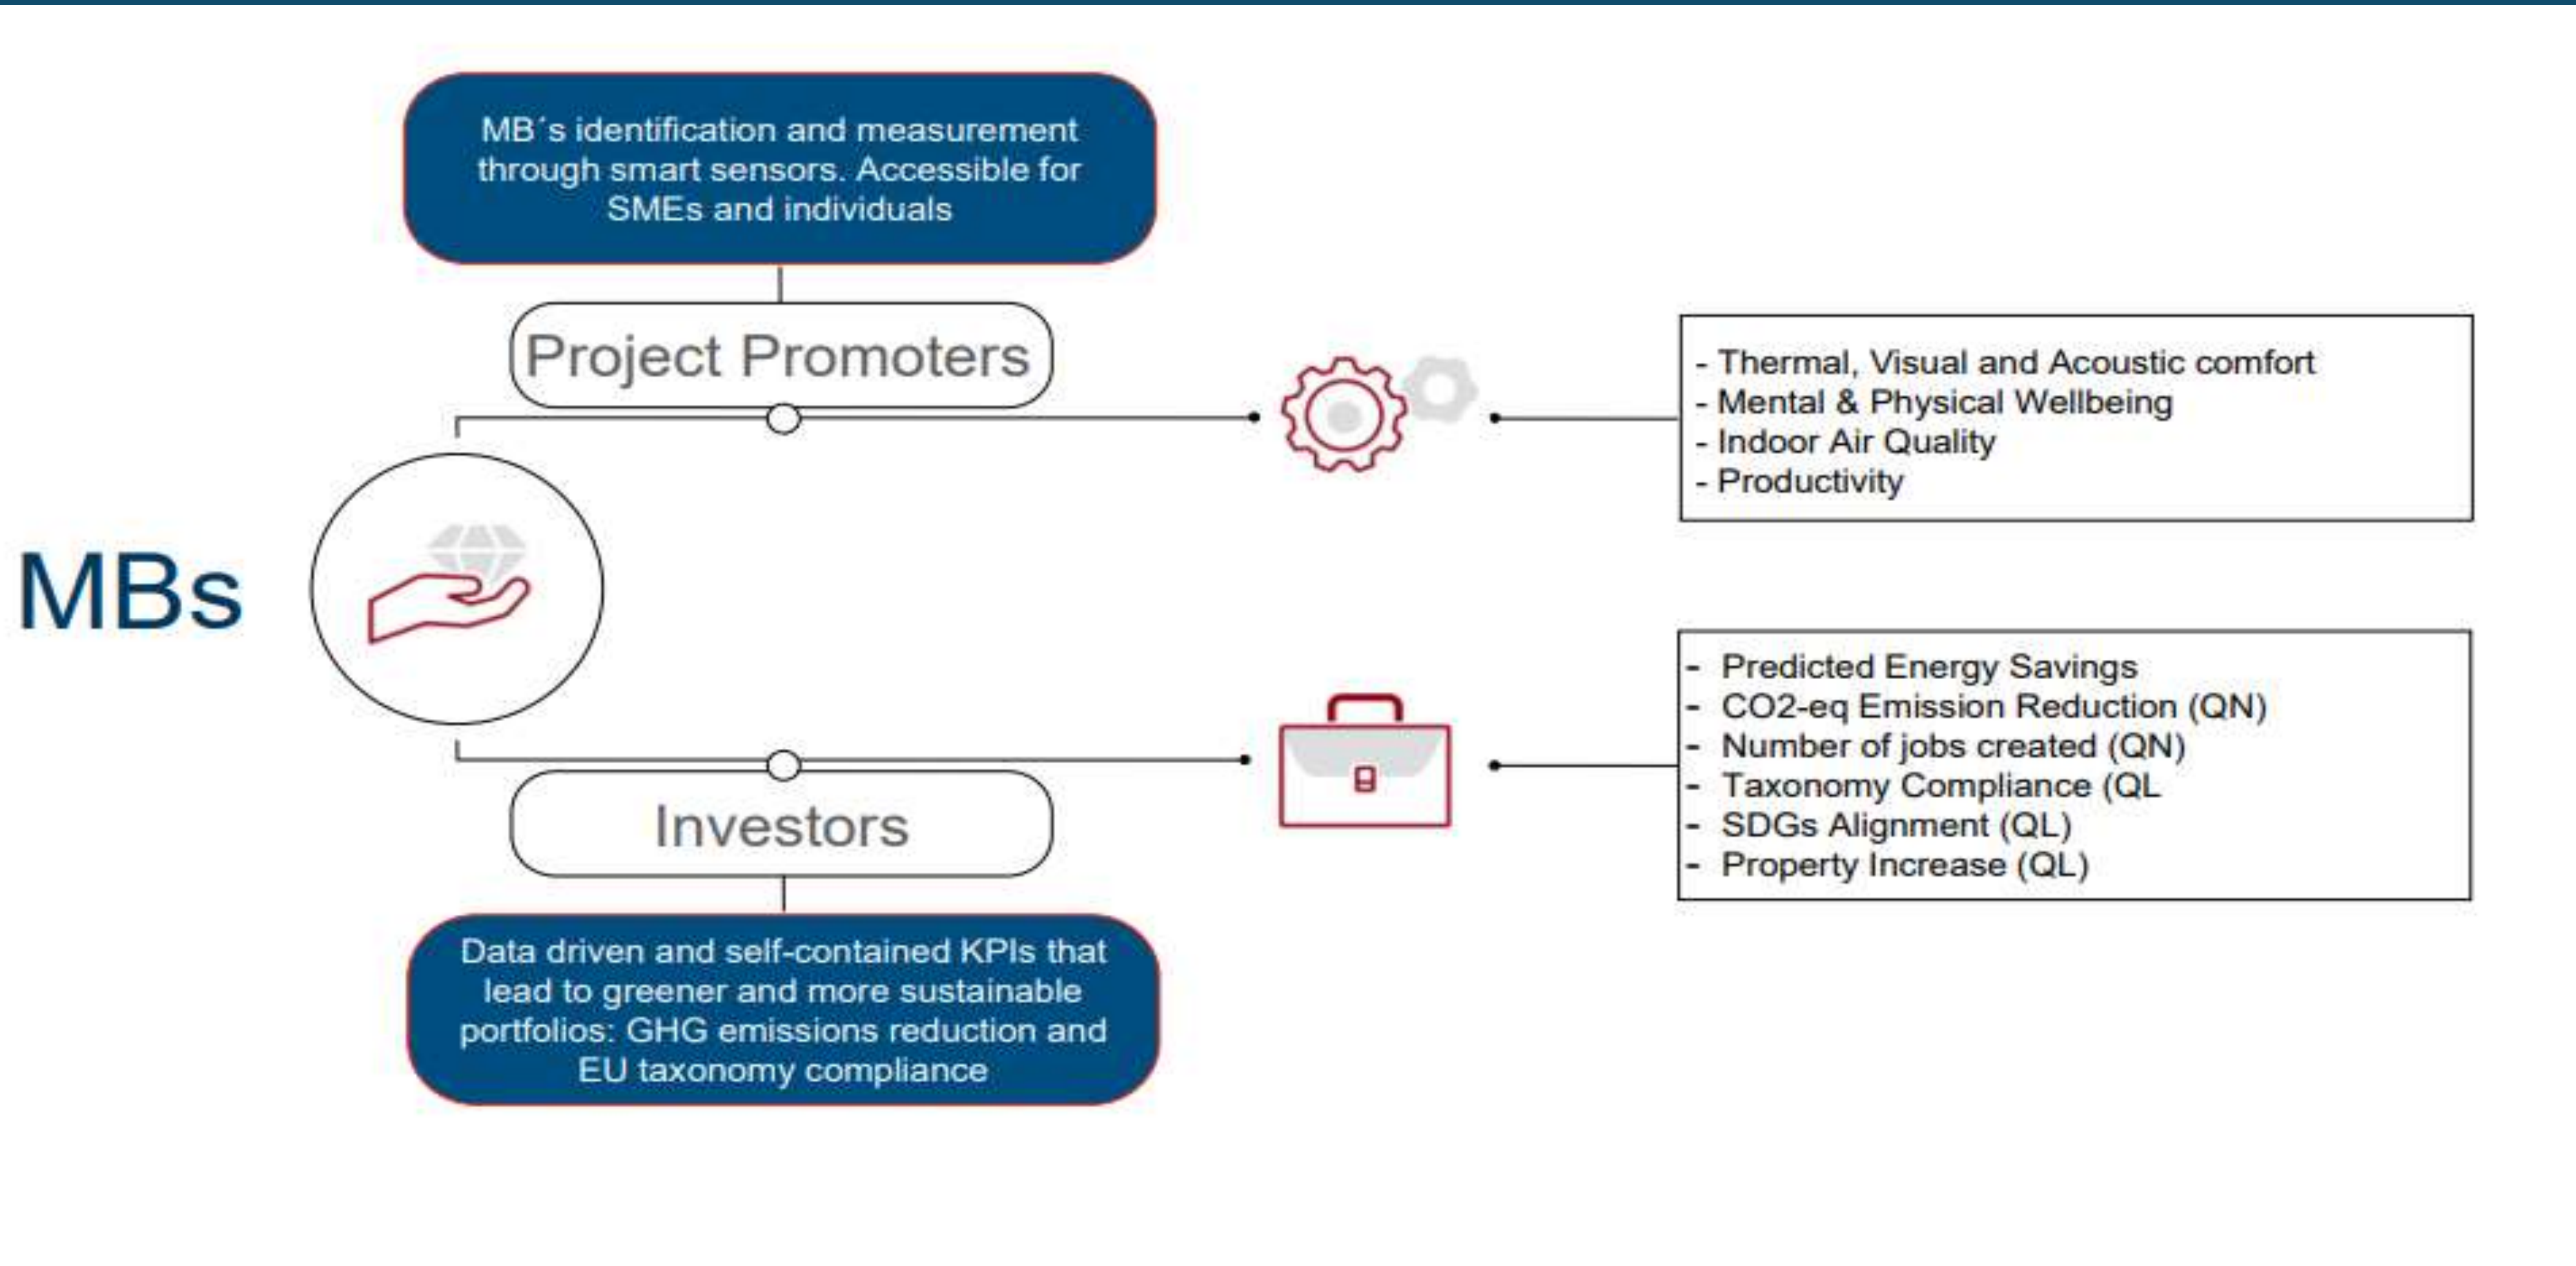 MB´s identification and measurement
through smart sensors. Accessible for
SMEs and individuals
Project Promoters
- Thermal, Visual and Acoustic comfort
- Mental & Physical Wellbeing
- Indoor Air Quality
- Productivity
MBs
- Predicted Energy Savings
- CO2-eq Emission Reduction (QN)
- Number of jobs created (QN)
- Taxonomy Compliance (QL
- SDGs Alignment (QL)
- Property Increase (QL)
Investors
Data driven and self-contained KPIs that
lead to greener and more sustainable
portfolios: GHG emissions reduction and
EU taxonomy compliance